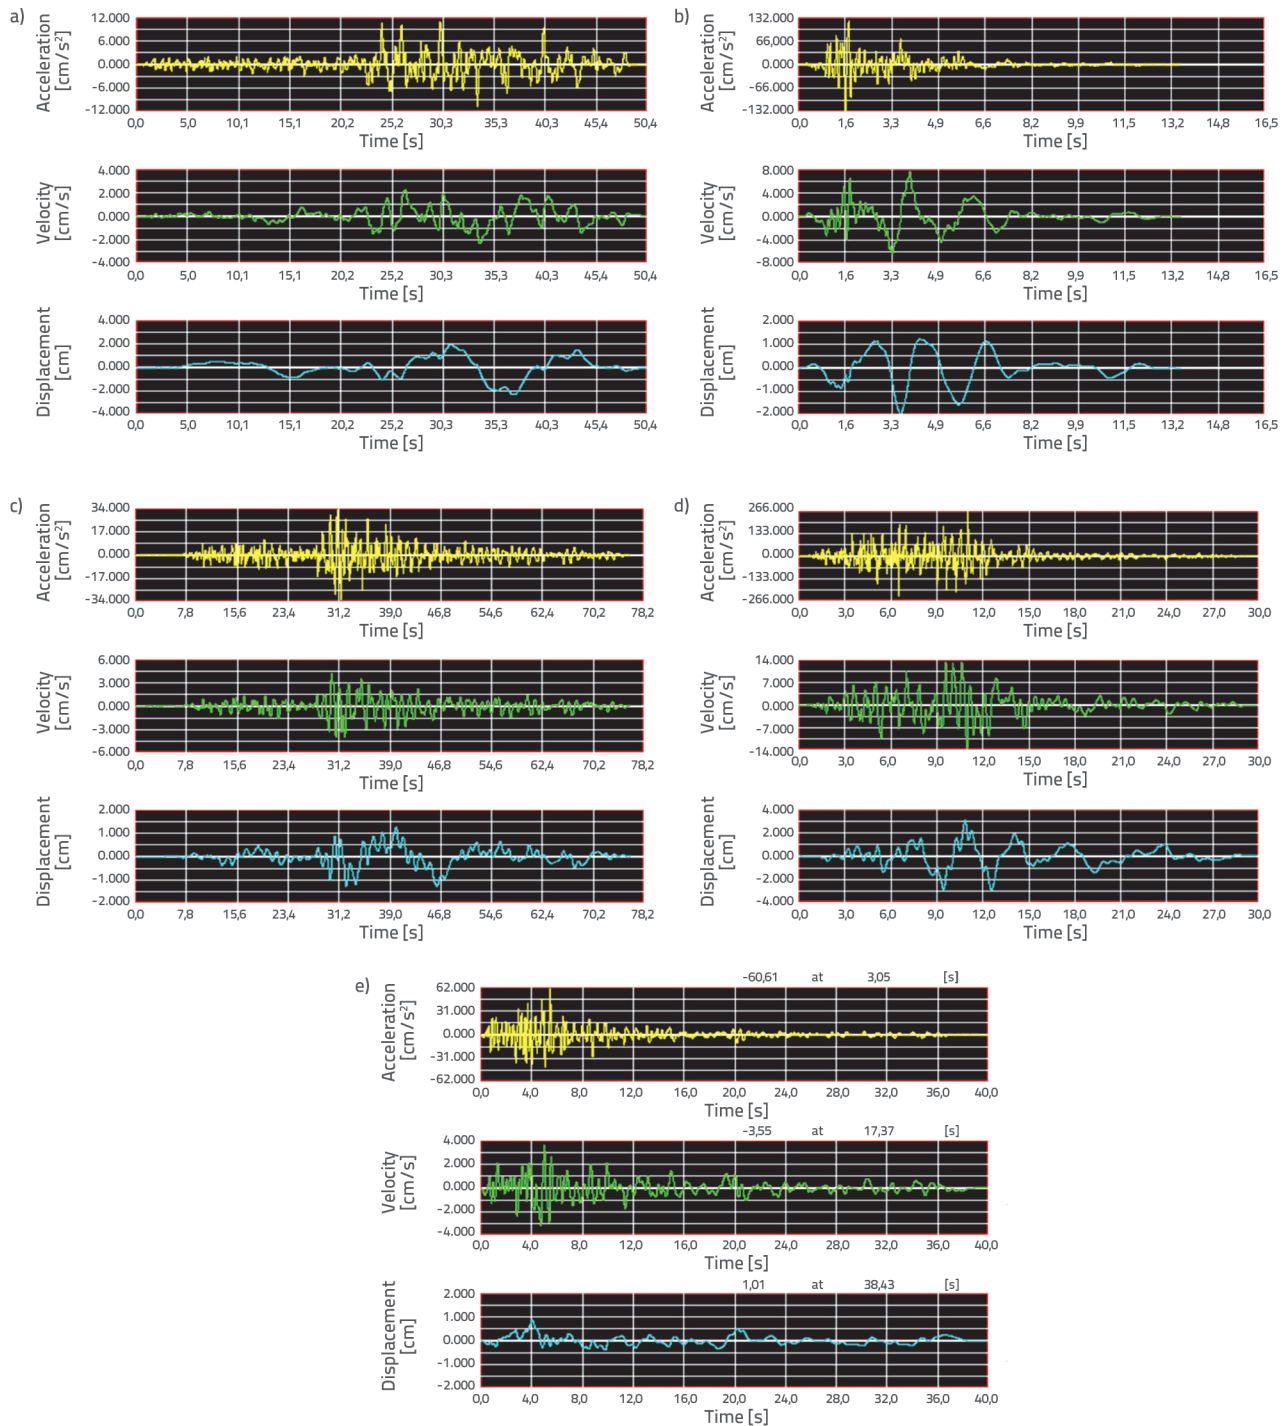 a)
Acceleration
[cm/s²]
12.000
6.000
0.000
-6.000
-12.000
0,0 5,0 10,1 15,1 20,2 25,2 30,3 35,3 40,3 45,4 50,4
Time [s]
Velocity
[cm/s]
4.000
2.000
0.000
-2.000
-4.000
0,0 5,0 10,1 15,1 20,2 25,2 30,3 35,3 40,3 45,4 50,4
Time [s]
Displacement
[cm]
4.000
2.000
0.000
-2.000
-4.000
0,0 5,0 10,1 15,1 20,2 25,2 30,3 35,3 40,3 45,4 50,4
Time [s]
b)
Acceleration
[cm/s²]
132.000
66,000
0.000
-66.000
-132.000
0,0 1,6 3,3 4,9 6,6 8,2 9,9 11,5 13,2 14,8 16,5
Time [s]
Velocity
[cm/s]
8.000
4.000
0.000
-4.000
-8.000
0,0 1,6 3,3 4,9 6,6 8,2 9,9 11,5 13,2 16,5
Time [s]
Displacement
[cm]
2.000
1.000
0.000
-1.000
-2.000
0,0 1,6 3,3 4,9 6,6 8,2 9,9 11,5 13,2 14,8 16,5
Time [s]
c)
Acceleration
[cm/s²]
34.000
17.000
0.000
-17.000
-34.000
0,0 7,8 15,6 23,4 31,2 39,0 46,8 54,6 62,4 70,2 78,2
Time [s]
Velocity
[cm/s]
6.000
3.000
0.000
-3.000
-6.000
0,0 7,8 15,6 23,4 31,2 39,0 46,8 54,6 62,4 70,2 78,2
Time [s]
Displacement
[cm]
2.000
1.000
0.000
-1.000
-2.000
0,0 7,8 15,6 23,4 31,2 39,0 46,8 54,6 62,4 70,2 78,2
Time [s]
d)
Acceleration
[cm/s²]
266.000
133.000
0.000
-133.000
-266.000
0,0 3,0 6,0 9,0 12,0 15,0 18,0 21,0 24,0 27,0 30,0
Time [s]
Velocity
[cm/s]
14.000
7.000
0.000
-7.000
-14.000
0,0 3,0 6,0 9,0 12,0 15,0 18,0 21,0 24,0 27,0 30,0
Time [s]
Displacement
[cm]
4.000
2.000
0.000
-2.000
-4.000
0,0 3,0 6,0 9,0 12,0 15,0 18,0 21,0 24,0 27,0 30,0
Time [s]
e)
-60,61 at 3,05 [s]
Acceleration
[cm/s²]
62.000
31.000
0.000
-31.000
-62.000
0,0 4,0 8,0 12,0 16,0 20,0 24,0 28,0 32,0 36,0 40,0
Time [s]
-3,55 at 17,37 [s]
Velocity
[cm/s]
4.000
2.000
0.000
-2.000
-4.000
0,0 4,0 8,0 12,0 16,0 20,0 24,0 28,0 32,0 36,0 40,0
Time [s]
1,01 at 38,43 [s]
Displacement
[cm]
2.000
1.000
0.000
-1.000
-2.000
0,0 4,0 8,0 12,0 16,0 20,0 24,0 28,0 32,0 36,0 40,0
Time [s]